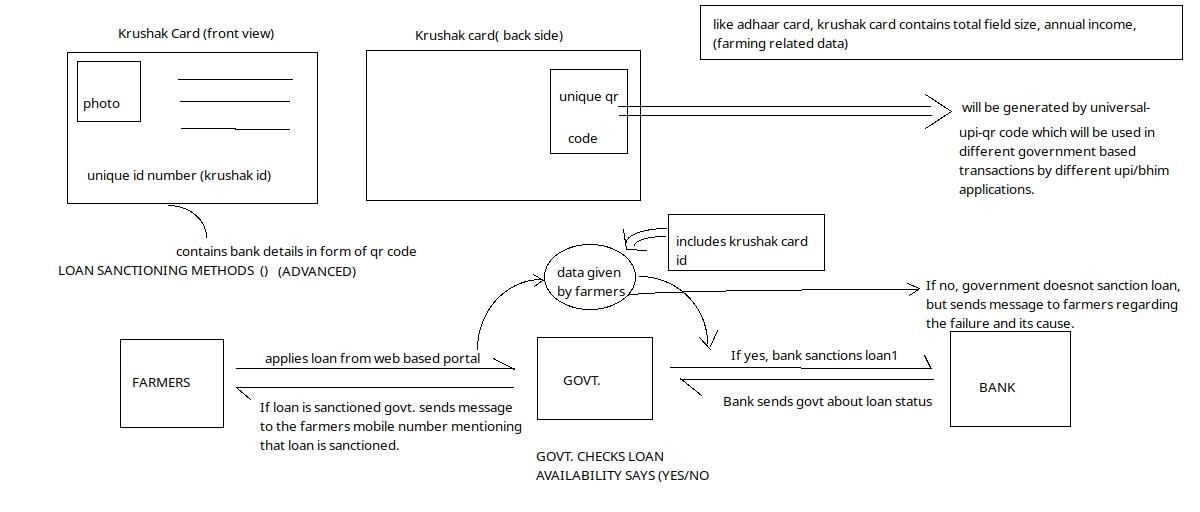 Krushak Card (front view)
photo
unique id number (krushak id)
contains bank details in form of qr code
Krushak card( back side)
unique qr
code
like adhaar card, krushak card contains total field size, annual income,
(farming related data)
will be generated by universal-
upi-qr code which will be used in
different government based
transactions by different upi/bhim
applications.
LOAN SANCTIONING METHODS () (ADVANCED)
includes krushak card
id
data given
by farmers
If no, government doesnot sanction loan,
but sends message to farmers regarding
the failure and its cause.
FARMERS
applies loan from web based portal
If loan is sanctioned govt. sends message
to the farmers mobile number mentioning
that loan is sanctioned.
GOVT.
GOVT. CHECKS LOAN
AVAILABILITY SAYS (YES/NO
If yes, bank sanctions loan1
Bank sends govt about loan status
BANK